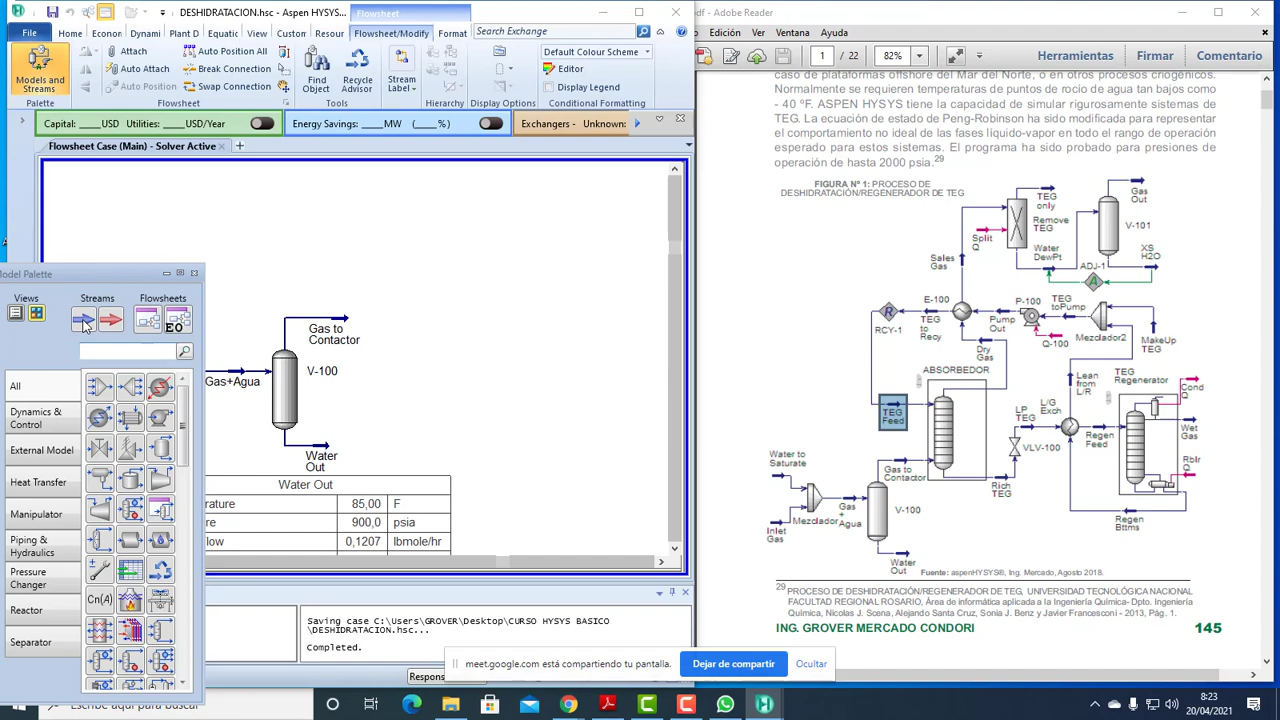 DESHIDRATACION.hsc - Aspen HYSYS...
Flowsheet
File
Home
Econon
Dynami
Plant D
Equatic
View
Custon
Resour
Flowsheet/Modify
Format
Search Exchange
Models and Streams
Attach
Auto Attach
Auto Position
Auto Position All
Break Connection
Swap Connection
Find Object
Recycle Advisor
Stream Label
Default Colour Scheme
Editor
Display Legend
Palette
Flowsheet
Tools
Hierarchy
Display Options
Conditional Formatting
Capital: ____USD Utilities: ____USD/Year
Energy Savings: ____MW (____%)
Exchangers - Unknown:
Flowsheet Case (Main) - Solver Active
Gas to
Contactor
Gas+Agua
V-100
Water
Out
Water Out
rature 85,00 F
re 900,0 psia
low 0,1207 lbmole/hr
odel Palette
Views
Streams
Flowsheets
EO
All
Dynamics &
Control
External Model
Heat Transfer
Manipulator
Piping &
Hydraulics
Pressure
Changer
Reactor
Separator
Cn(A)
Saving case C:\Users\GROVER\Desktop\CURSO HYSYS BASICO
\DESHIDRATACION.hsc...
Completed.
Respons
meet.google.com está compartiendo tu pantalla.
Dejar de compartir
Ocultar
Escribe aquí para buscar
8:23
20/04/2021
.pdf - Adobe Reader
Edición
Ver
Ventana
Ayuda
1 / 22
82%
Herramientas
Firmar
Comentario
caso de plataformas offshore del Mar del Norte, o en otros procesos criogénicos.
Normalmente se requieren temperaturas de puntos de rocío de agua tan bajos como
- 40 ºF. ASPEN HYSYS tiene la capacidad de simular rigurosamente sistemas de
TEG. La ecuación de estado de Peng-Robinson ha sido modificada para representar
el comportamiento no ideal de las fases líquido-vapor en todo el rango de operación
esperado para estos sistemas. El programa ha sido probado para presiones de
operación de hasta 2000 psia.29
FIGURA Nº 1: PROCESO DE
DESHIDRATACIÓN/REGENERADOR DE TEG
TEG
only
Gas
Out
Split
Q
Remove
TEG
V-101
Water
DewPt
XS
H2O
Sales
Gas
ADJ-1
A
E-100
P-100
TEG
toPump
R
RCY-1
TEG
to
Recy
Pump
Out
Q-100
Mezclador2
MakeUp
TEG
Dry
Gas
ABSORBEDOR
Lean
from
L/R
TEG
Regenerator
Cond
Q
TEG
Feed
LP
TEG
L/G
Exch
VLV-100
Regen
Feed
Wet
Gas
Rblr
Q
Water to
Saturate
Gas to
Contactor
Rich
TEG
Mezclador
Gas
+
Agua
V-100
Inlet
Gas
Regen
Bttms
Water
Out
Fuente: aspenHYSYS®, Ing. Mercado, Agosto 2018.
29 PROCESO DE DESHIDRATACIÓN/REGENERADOR DE TEG, UNIVERSIDAD TECNOLÓGICA NACIONAL
FACULTAD REGIONAL ROSARIO, Área de informática aplicada a la Ingeniería Química- Dpto. Ingeniería
Química, Nicolas J. Scena, Alejandro Santa Cruz, Sonia J. Benz y Javier Francesconi - 2013, Pág. 1.
ING. GROVER MERCADO CONDORI
145